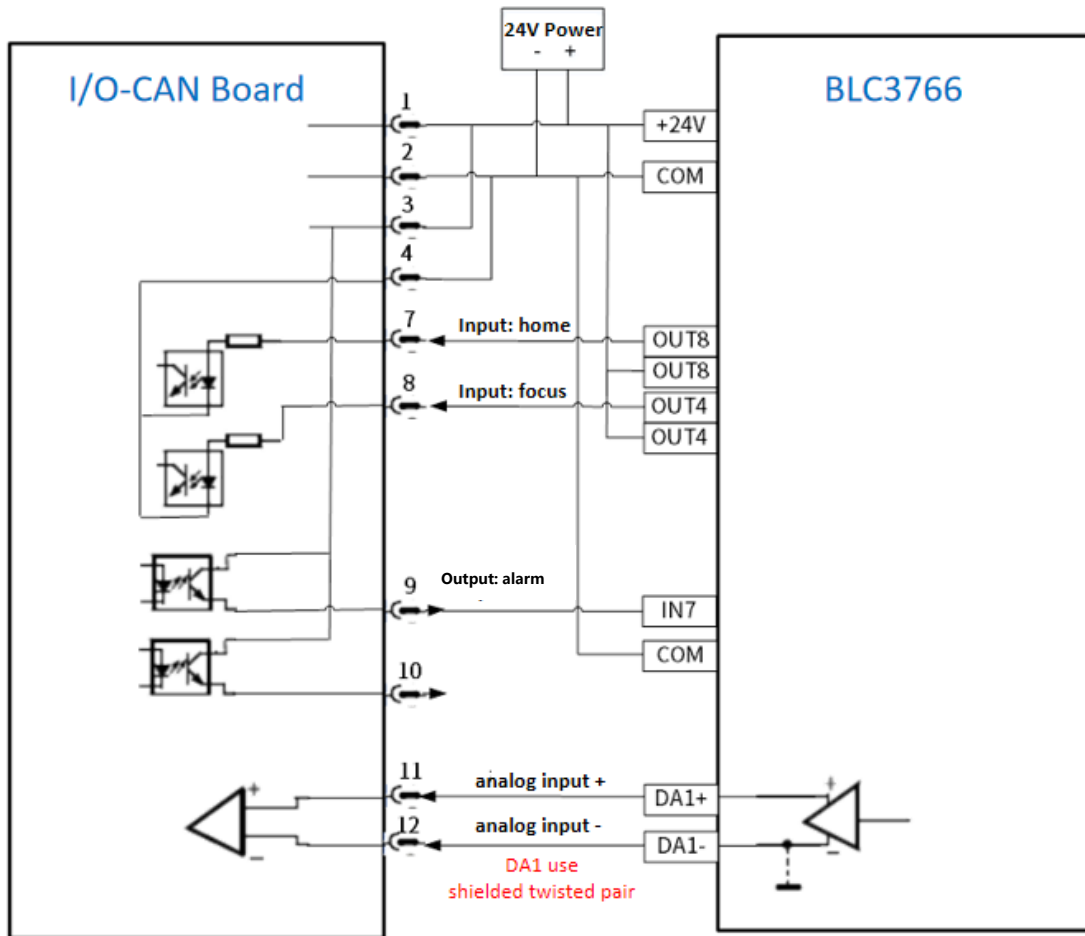 24V Power
- +
I/O-CAN Board
BLC3766
1
+24V
2
COM
3
4
7
Input: home
OUT8
OUT8
8
Input: focus
OUT4
OUT4
9
Output: alarm
IN7
COM
10
11
analog input +
DA1+
+
+
12
analog input -
DA1-
-
-
DA1 use
shielded twisted pair